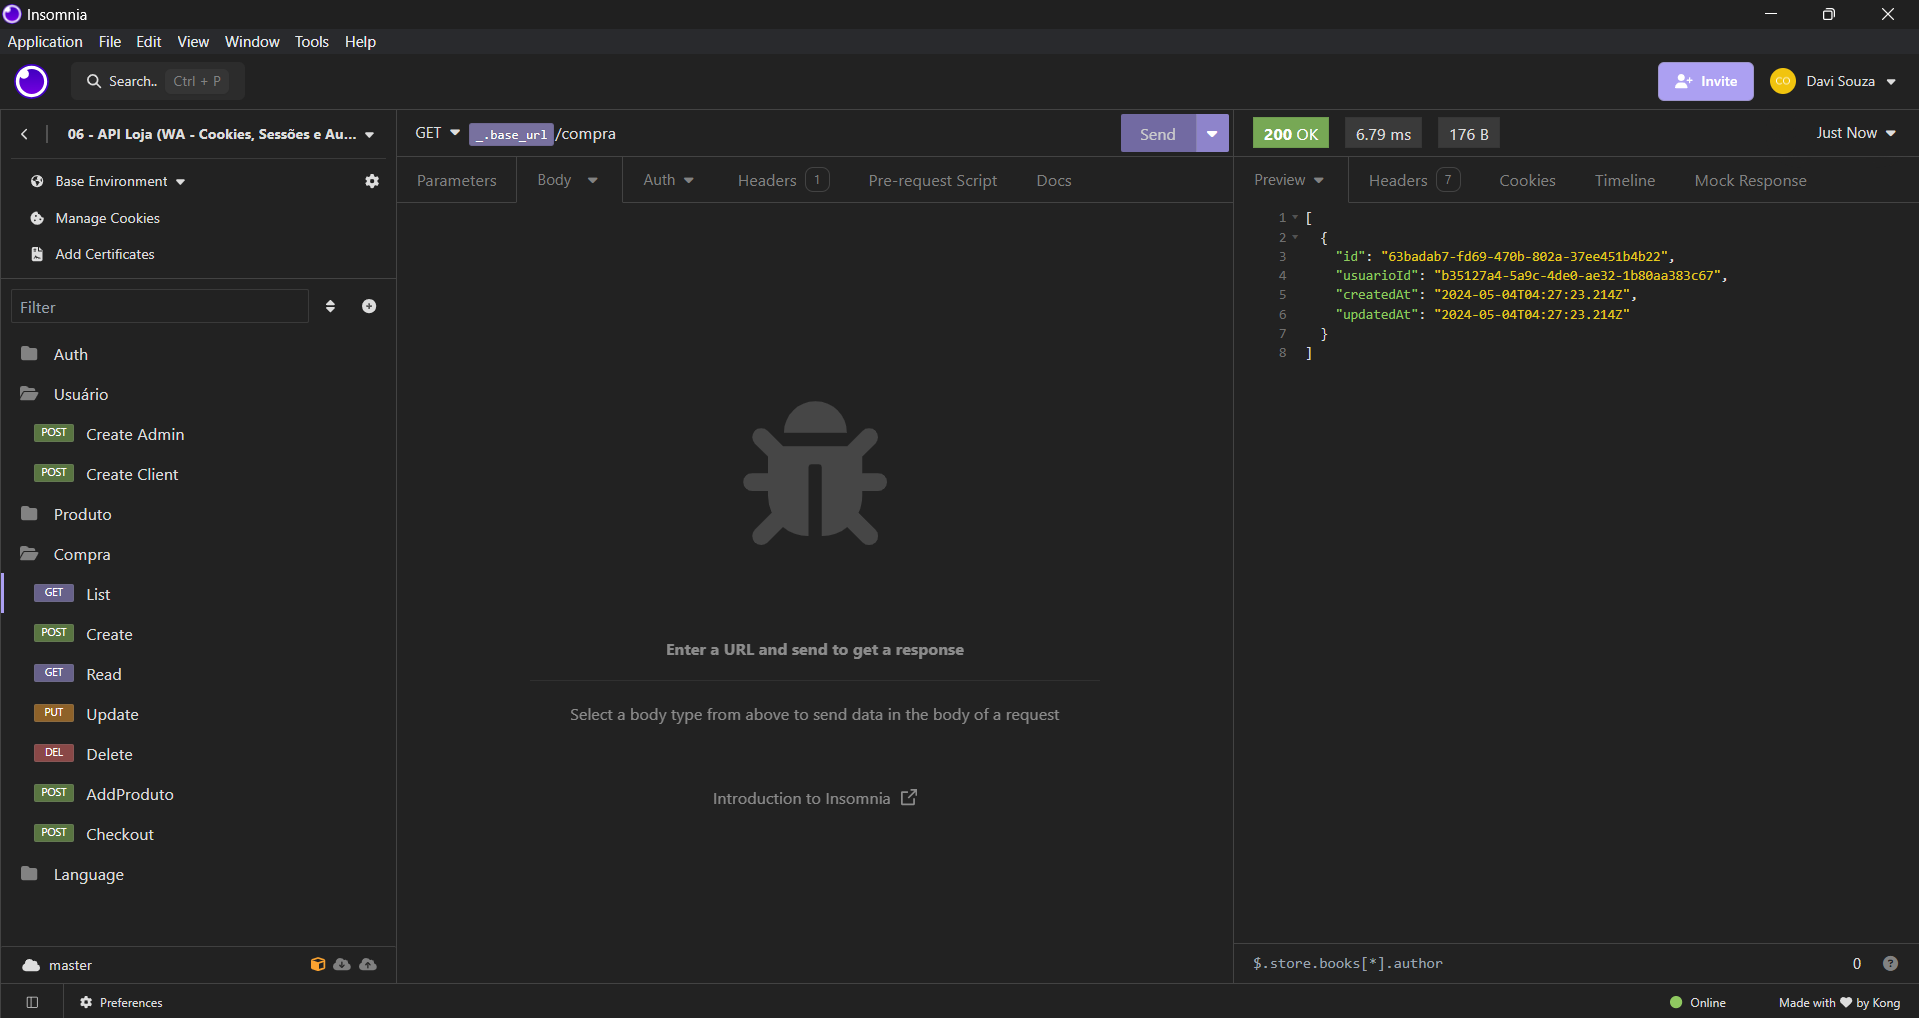 Insomnia
Application File Edit View Window Tools Help
Search.. Ctrl + P
Invite
CO
Davi Souza
06 - API Loja (WA - Cookies, Sessões e Au...
Base Environment
Manage Cookies
Add Certificates
Filter
Auth
Usuário
POST Create Admin
POST Create Client
Produto
Compra
GET List
POST Create
GET Read
PUT Update
DEL Delete
POST AddProduto
POST Checkout
Language
master
Preferences
GET _.base_url /compra
Send
Parameters Body Auth Headers 1 Pre-request Script Docs
Enter a URL and send to get a response
Select a body type from above to send data in the body of a request
Introduction to Insomnia
200 OK 6.79 ms 176 B Just Now
Preview Headers 7 Cookies Timeline Mock Response
1 [
2 {
3 "id": "63badab7-fd69-470b-802a-37ee451b4b22",
4 "usuarioId": "b35127a4-5a9c-4de0-ae32-1b80aa383c67",
5 "createdAt": "2024-05-04T04:27:23.214Z",
6 "updatedAt": "2024-05-04T04:27:23.214Z"
7 }
8 ]
$.store.books[*].author 0 ?
Online Made with ♥ by Kong